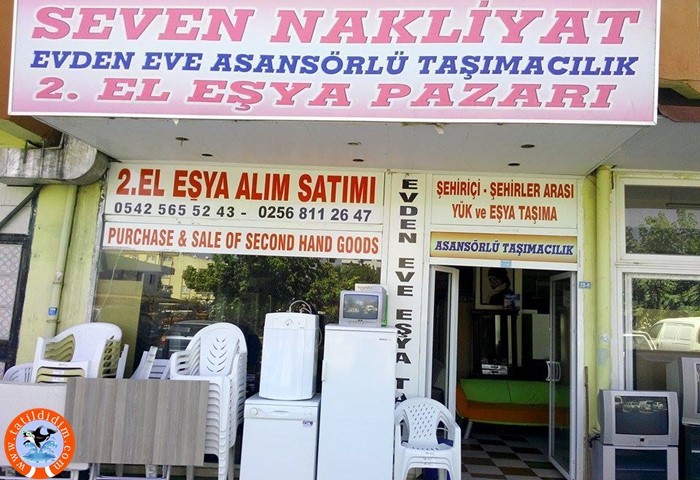 SEVEN NAKLİYAT
EVDEN EVE ASANSÖRLÜ TAŞIMACILIK
2. EL EŞYA PAZARI
2.EL EŞYA ALIM SATIMI
0542 565 52 43 - 0256 811 26 47
PURCHASE & SALE OF SECOND HAND GOODS
EVDEN EVE EŞYA
ŞEHİRİÇİ - ŞEHİRLER ARASI
YÜK ve EŞYA TAŞIMA
ASANSÖRLÜ TAŞIMACILIK
www.tatildidim.com